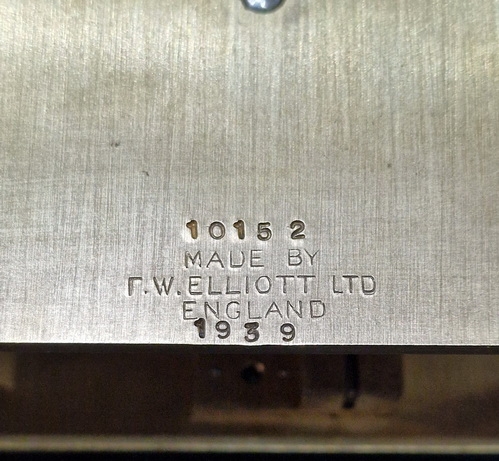 10152
MADE BY
F.W.ELLIOTT LTD
ENGLAND
1939